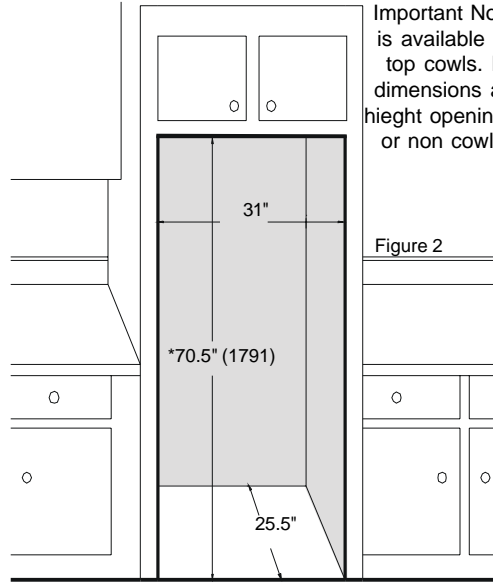 Important No
is available
top cowls.
dimensions a
hieght openin
or non cowl
31"
Figure 2
*70.5" (1791)
25.5"